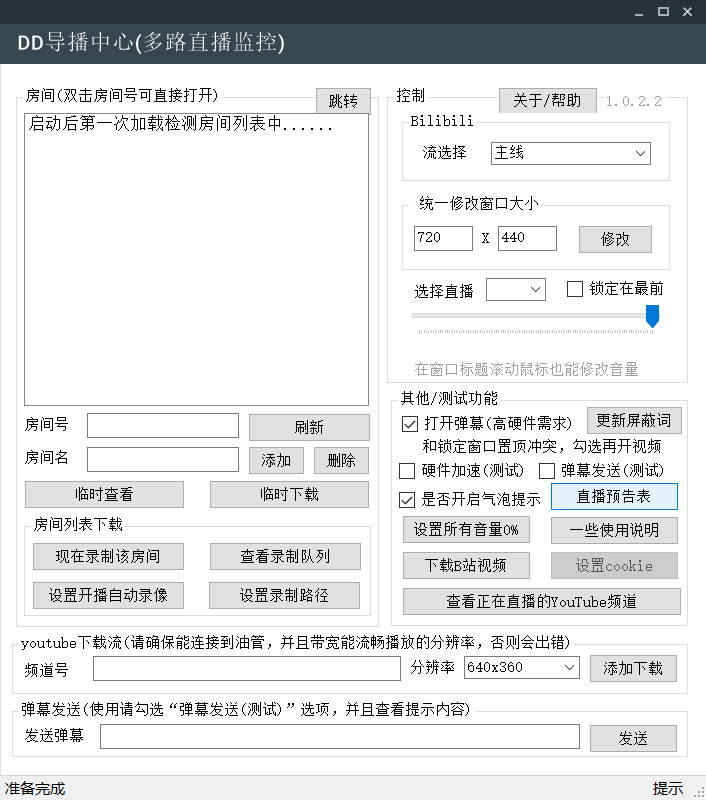 DD导播中心(多路直播监控)
房间(双击房间号可直接打开)
跳转
启动后第一次加载检测房间列表中......
房间号
刷新
房间名
添加
删除
临时查看
临时下载
房间列表下载
现在录制该房间
查看录制队列
设置开播自动录像
设置录制路径
控制
关于/帮助
1.0.2.2
Bilibili
流选择
主线
统一修改窗口大小
720 X 440
修改
选择直播
锁定在最前
在窗口标题滚动鼠标也能修改音量
其他/测试功能
打开弹幕(高硬件需求)
更新屏蔽词
和锁定窗口置顶冲突，勾选再开视频
硬件加速(测试)
弹幕发送(测试)
是否开启气泡提示
直播预告表
设置所有音量0%
一些使用说明
下载B站视频
设置cookie
查看正在直播的YouTube频道
youtube下载流(请确保能连接到油管，并且带宽能流畅播放的分辨率，否则会出错)
频道号
分辨率
640x360
添加下载
弹幕发送(使用请勾选“弹幕发送(测试)”选项，并且查看提示内容)
发送弹幕
发送
准备完成
提示